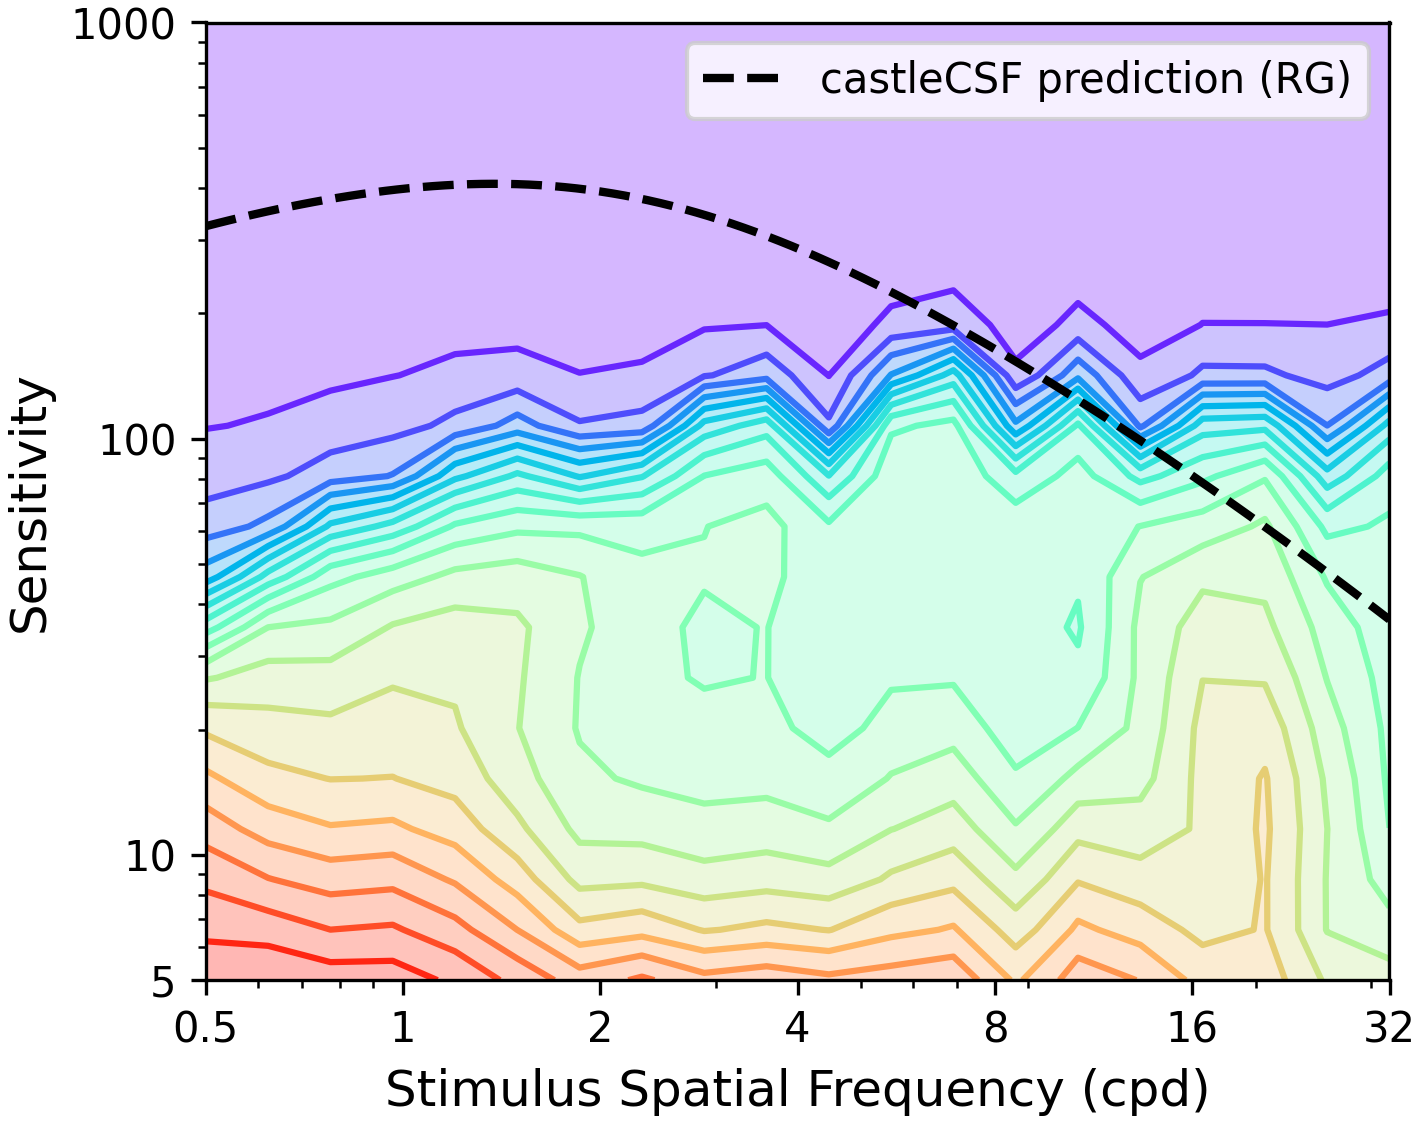 1000
castleCSF prediction (RG)
Sensitivity
100
10
5
0.5 1 2 4 8 16 32
Stimulus Spatial Frequency (cpd)